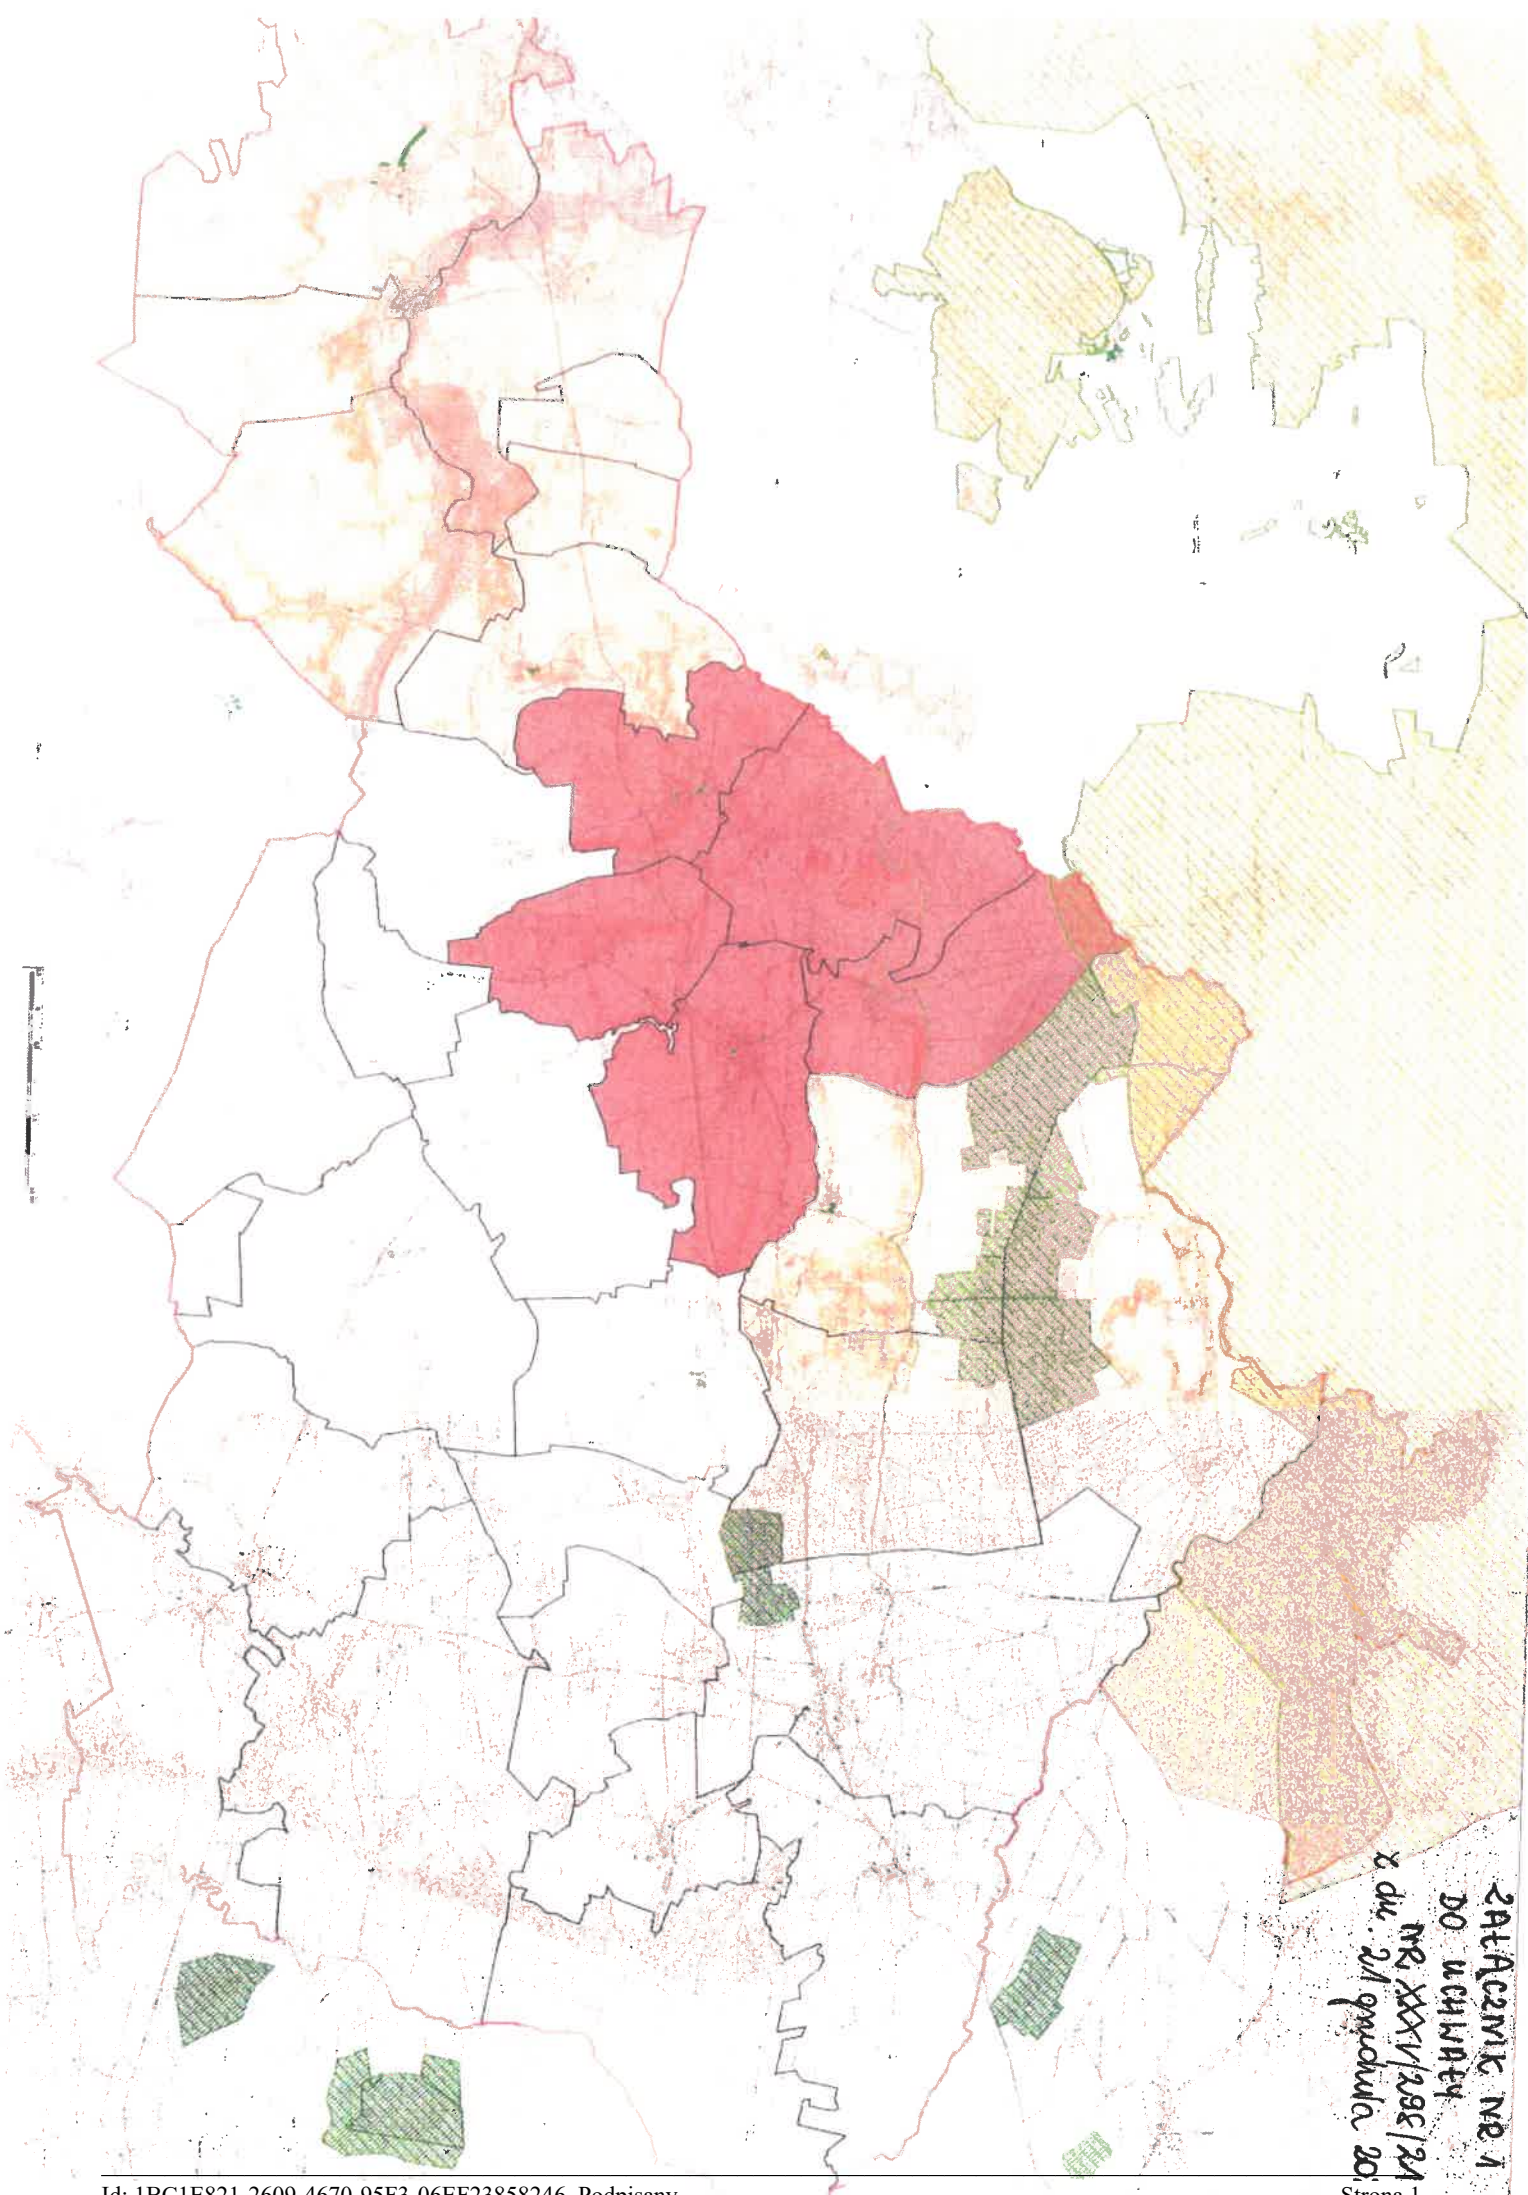 ZAŁĄCZNIK NR 1
DO UCHWAŁY
NR XXXV/298/21
z dn. 21 grudnia 20
Id: 1BC1E821-2609-4670-95F3-06FF23858246. Podpisany
Strona 1